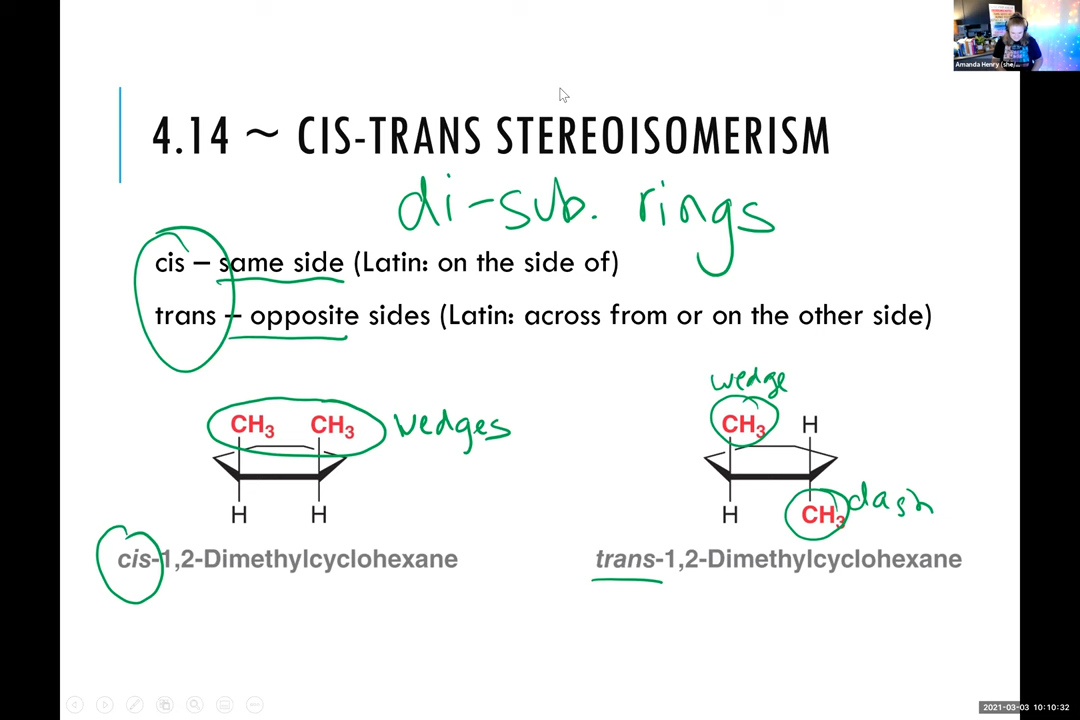 Amanda Henry (she/...
4.14 ~ CIS-TRANS STEREOISOMERISM
di-sub. rings
cis – same side (Latin: on the side of)
trans – opposite sides (Latin: across from or on the other side)
wedge
CH3 CH3 wedges
CH3 H
H H
H CH3 dash
cis-1,2-Dimethylcyclohexane
trans-1,2-Dimethylcyclohexane
2021-03-03 10:10:32